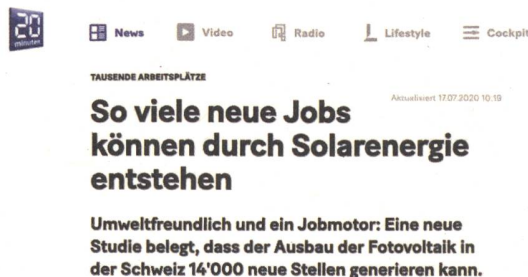 20
minuten
News Video Radio Lifestyle Cockpit
TAUSENDE ARBEITSPLÄTZE
Aktualisiert 17.07.2020 10:19
So viele neue Jobs
können durch Solarenergie
entstehen
Umweltfreundlich und ein Jobmotor: Eine neue
Studie belegt, dass der Ausbau der Fotovoltaik in
der Schweiz 14'000 neue Stellen generieren kann.